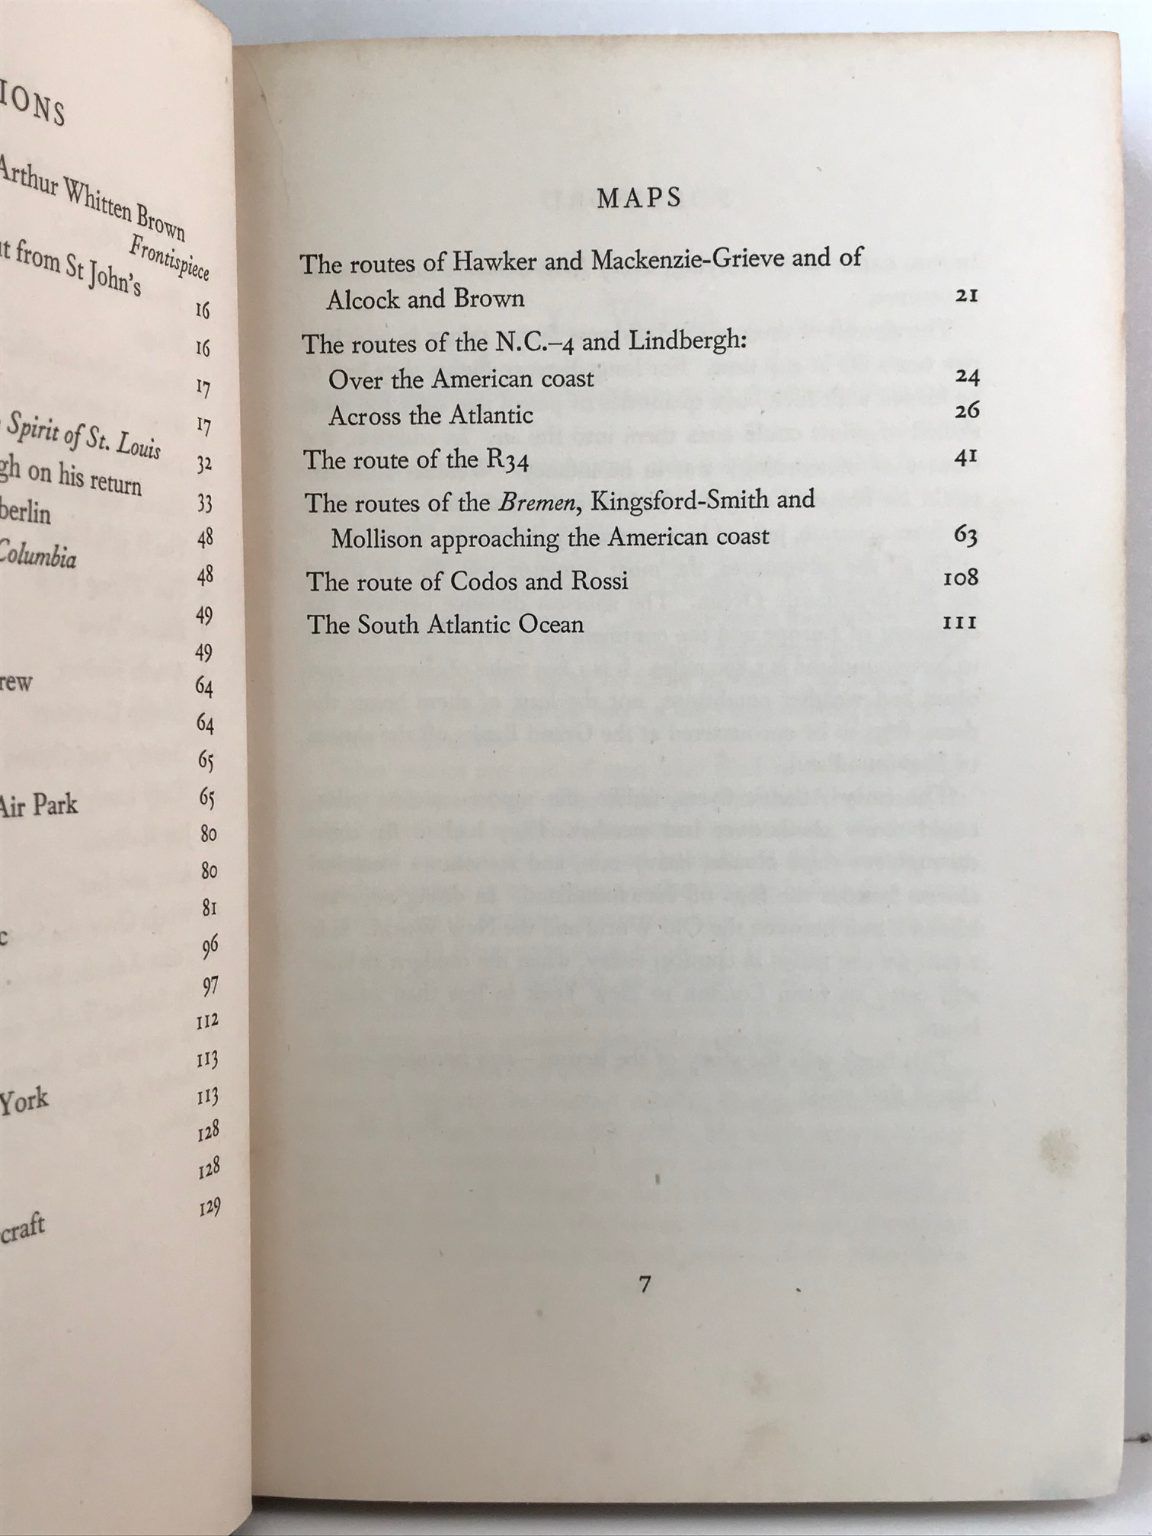 IONS
Arthur Whitten Brown
Frontispiece
from St John's
16
16
17
17
Spirit of St. Louis
32
gh on his return
33
berlin
48
Columbia
48
49
49
rew
64
64
65
Air Park
65
80
80
81
c
96
97
112
113
York
113
128
128
craft
129
MAPS
The routes of Hawker and Mackenzie-Grieve and of
Alcock and Brown 21
The routes of the N.C.–4 and Lindbergh:
Over the American coast 24
Across the Atlantic 26
The route of the R34 41
The routes of the Bremen, Kingsford-Smith and
Mollison approaching the American coast 63
The route of Codos and Rossi 108
The South Atlantic Ocean 111
7